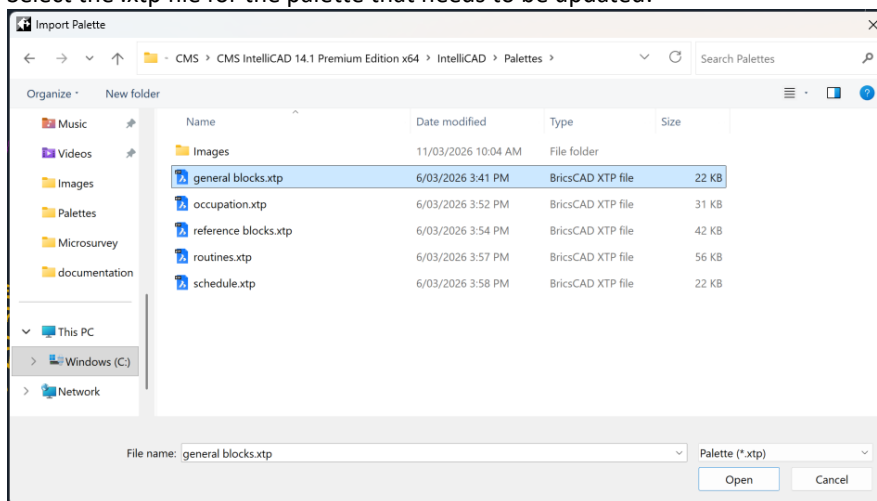 Select the .xtp file for the palette that needs to be updated.
Import Palette
CMS > CMS IntelliCAD 14.1 Premium Edition x64 > IntelliCAD > Palettes >
Search Palettes
Organize
New folder
Name
Date modified
Type
Size
Music
Videos
Images
Palettes
Microsurvey
documentation
This PC
Windows (C:)
Network
Images 11/03/2026 10:04 AM File folder
general blocks.xtp 6/03/2026 3:41 PM BricsCAD XTP file 22 KB
occupation.xtp 6/03/2026 3:52 PM BricsCAD XTP file 31 KB
reference blocks.xtp 6/03/2026 3:54 PM BricsCAD XTP file 42 KB
routines.xtp 6/03/2026 3:57 PM BricsCAD XTP file 56 KB
schedule.xtp 6/03/2026 3:58 PM BricsCAD XTP file 22 KB
File name: general blocks.xtp
Palette (*.xtp)
Open
Cancel